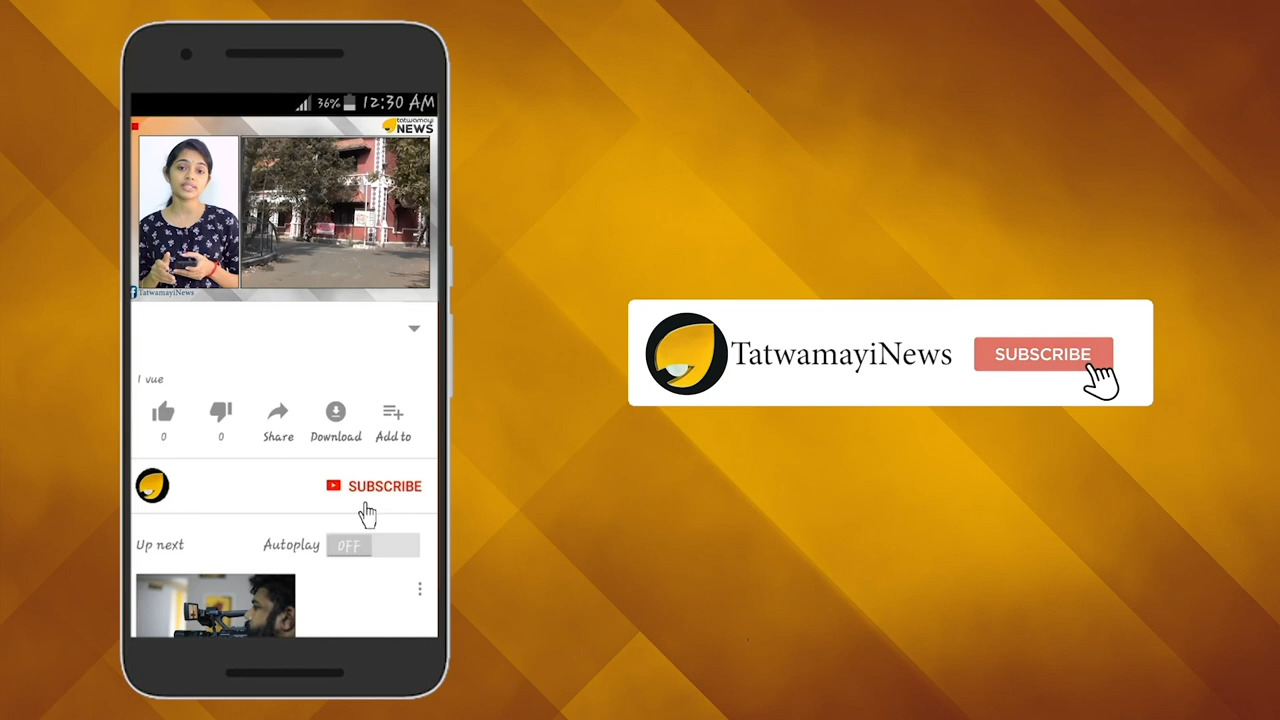 36%
12:30 AM
tatwamayi
NEWS
TatwamayiNews
1 vue
0
0
Share
Download
Add to
SUBSCRIBE
Up next
Autoplay
OFF
TatwamayiNews
SUBSCRIBE